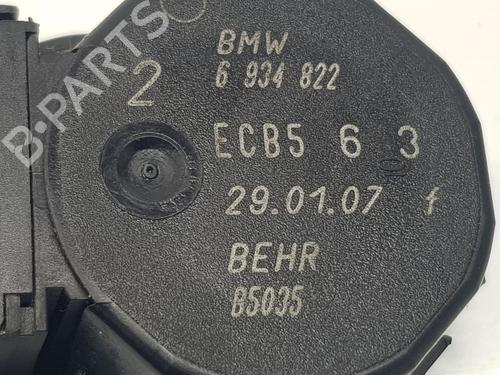 BMW
2 6 934 822
ECB5 6 3
29.01.07 f
BEHR
B5035
B-PARTS